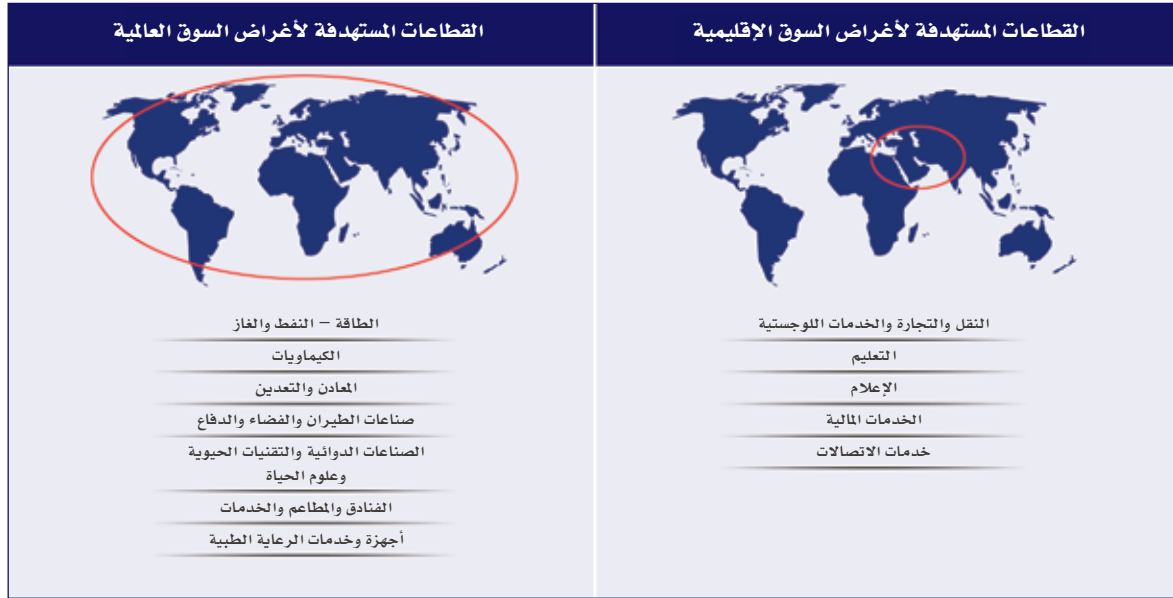 القطاعات المستهدفة لأغراض السوق الإقليمية
النقل والتجارة والخدمات اللوجستية
التعليم
الإعلام
الخدمات المالية
خدمات الاتصالات
القطاعات المستهدفة لأغراض السوق العالمية
الطاقة – النفط والغاز
الكيماويات
المعادن والتعدين
صناعات الطيران والفضاء والدفاع
الصناعات الدوائية والتقنيات الحيوية
وعلوم الحياة
الفنادق والمطاعم والخدمات
أجهزة وخدمات الرعاية الطبية